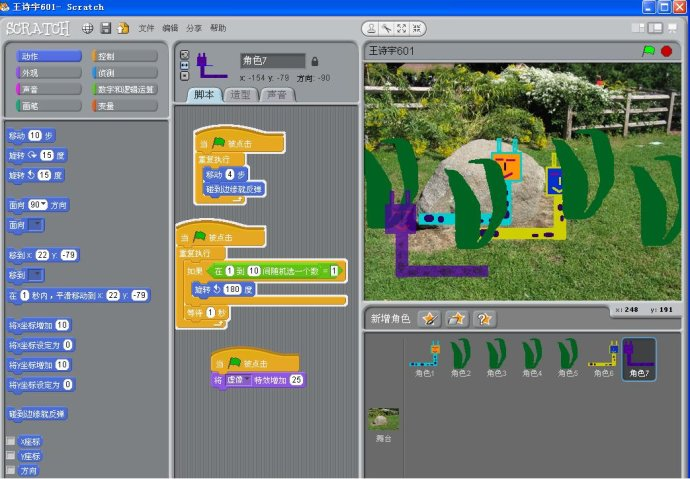 王诗宇601- Scratch
SCRATCH 文件 编辑 分享 帮助
动作 控制
外观 侦测
声音 数字和逻辑运算
画笔 变量
移动 10 步
旋转 15 度
旋转 15 度
面向 90 方向
面向
移到 x: 22 y: -79
移到
在 1 秒内，平滑移动到 x: 22 y: -79
将x坐标增加 10
将x坐标设定为 0
将y坐标增加 10
将y坐标设定为 0
碰到边缘就反弹
x座标
y座标
方向
角色7
x: -154 y: -79 方向: -90
脚本 造型 声音
当 被点击
重复执行
移动 4 步
碰到边缘就反弹
当 被点击
重复执行
如果 在 1 到 10 间随机选一个数 = 1
旋转 180 度
等待 1 秒
当 被点击
将 虚像 特效增加 25
王诗宇601
x: 248 y: 191
新增角色
角色1 角色2 角色3 角色4 角色5 角色6 角色7
舞台